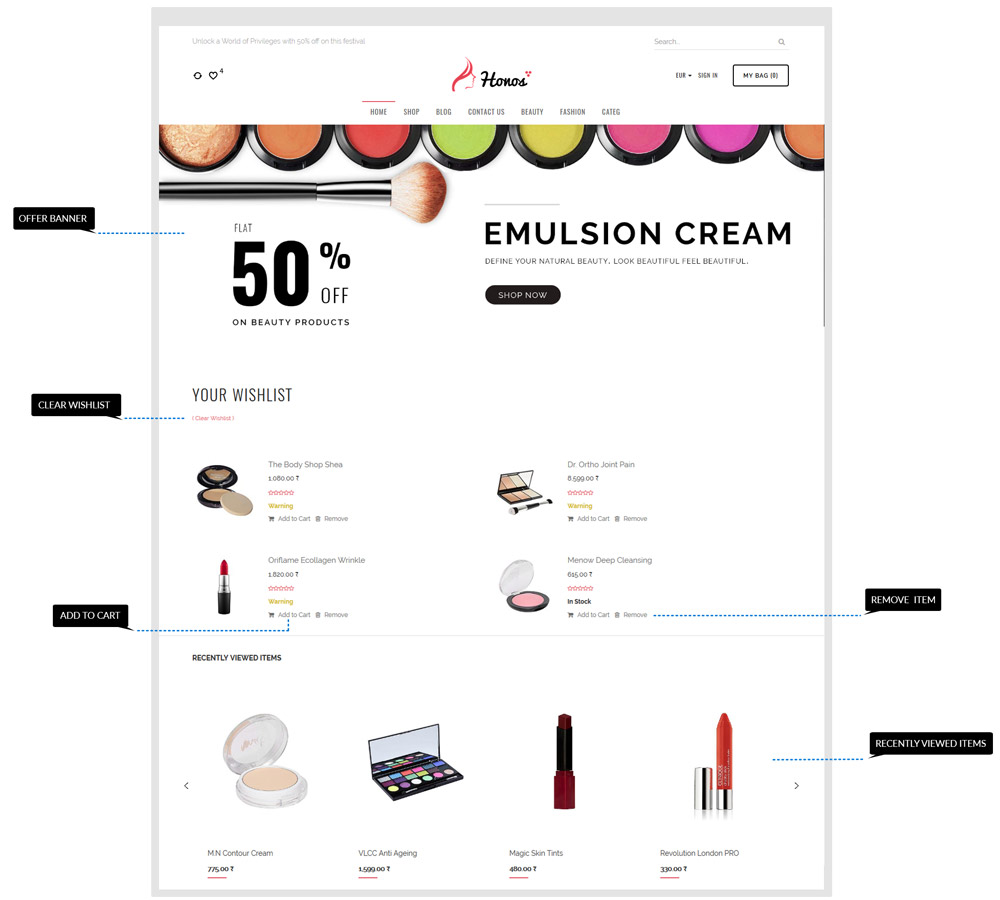 Unlock a World of Privileges with 50% off on this festival
Search..
4
Honos
EUR
SIGN IN
MY BAG (0)
HOME
SHOP
BLOG
CONTACT US
BEAUTY
FASHION
CATEG
OFFER BANNER
FLAT
50%
OFF
ON BEAUTY PRODUCTS
EMULSION CREAM
DEFINE YOUR NATURAL BEAUTY. LOOK BEAUTIFUL FEEL BEAUTIFUL.
SHOP NOW
YOUR WISHLIST
CLEAR WISHLIST
( Clear Wishlist )
The Body Shop Shea
1,080.00 ₹
Warning
Add to Cart Remove
Dr. Ortho Joint Pain
8,599.00 ₹
Warning
Add to Cart Remove
Oriflame Ecollagen Wrinkle
1,820.00 ₹
Warning
Add to Cart Remove
Menow Deep Cleansing
615.00 ₹
In Stock
Add to Cart Remove
ADD TO CART
REMOVE ITEM
RECENTLY VIEWED ITEMS
RECENTLY VIEWED ITEMS
M.N Contour Cream
775.00 ₹
VLCC Anti Ageing
1,599.00 ₹
Magic Skin Tints
480.00 ₹
Revolution London PRO
330.00 ₹